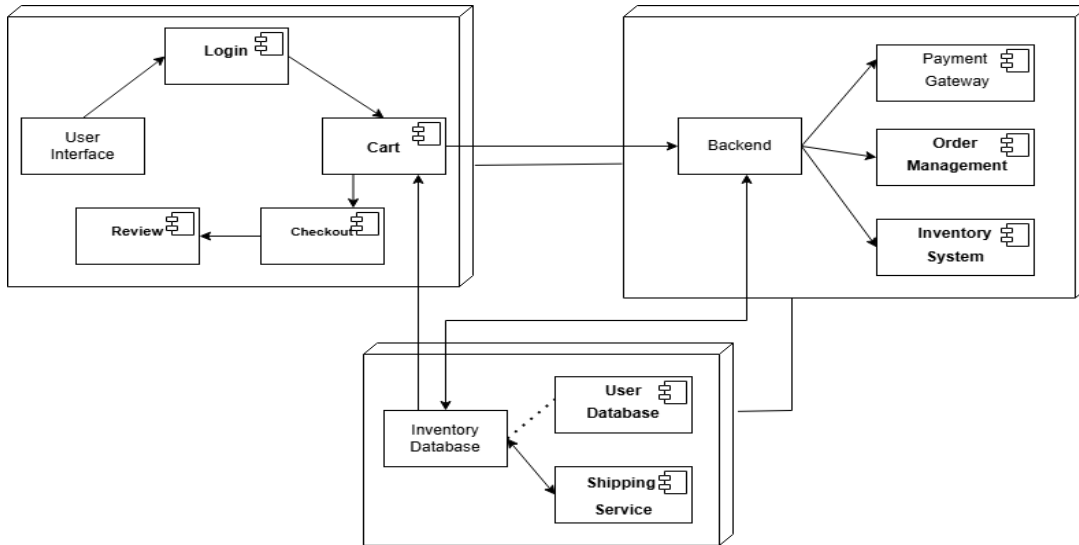 Login
User
Interface
Cart
Review
Checkout
Backend
Payment
Gateway
Order
Management
Inventory
System
Inventory
Database
User
Database
Shipping
Service